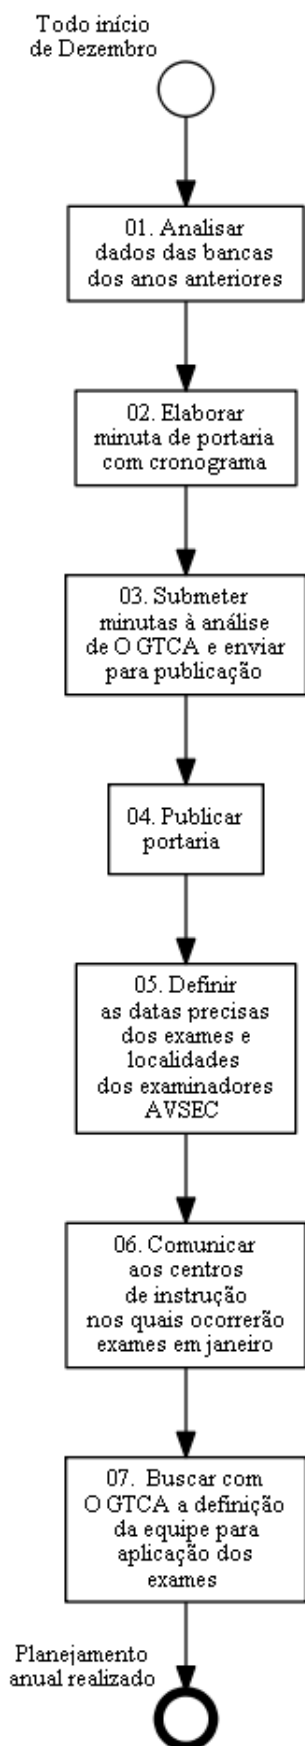 Todo início
de Dezembro
01. Analisar
dados das bancas
dos anos anteriores
02. Elaborar
minuta de portaria
com cronograma
03. Submeter
minutas à análise
de O GTCA e enviar
para publicação
04. Publicar
portaria
05. Definir
as datas precisas
dos exames e
localidades
dos examinadores
AVSEC
06. Comunicar
aos centros
de instrução
nos quais ocorrerão
exames em janeiro
07. Buscar com
O GTCA a definição
da equipe para
aplicação dos
exames
Planejamento
anual realizado